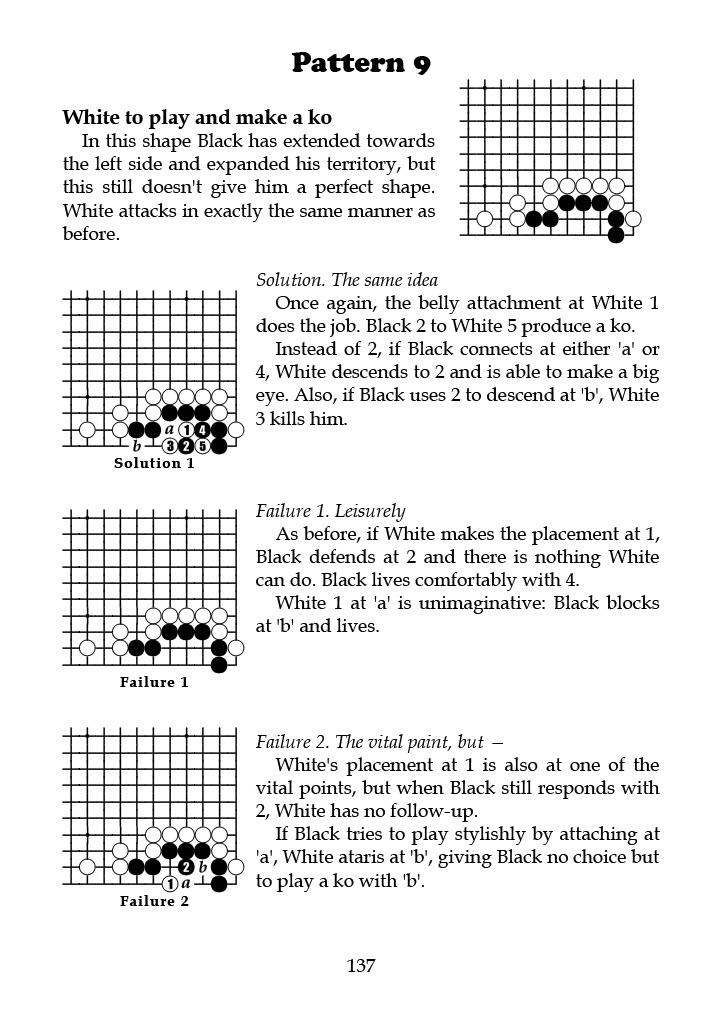 Pattern 9
White to play and make a ko
In this shape Black has extended towards
the left side and expanded his territory, but
this still doesn't give him a perfect shape.
White attacks in exactly the same manner as
before.
Solution. The same idea
Once again, the belly attachment at White 1
does the job. Black 2 to White 5 produce a ko.
Instead of 2, if Black connects at either 'a' or
4, White descends to 2 and is able to make a big
eye. Also, if Black uses 2 to descend at 'b', White
3 kills him.
a 1 4
b 3 2 5
Solution 1
Failure 1. Leisurely
As before, if White makes the placement at 1,
Black defends at 2 and there is nothing White
can do. Black lives comfortably with 4.
White 1 at 'a' is unimaginative: Black blocks
at 'b' and lives.
Failure 1
Failure 2. The vital paint, but —
White's placement at 1 is also at one of the
vital points, but when Black still responds with
2, White has no follow-up.
If Black tries to play stylishly by attaching at
'a', White ataris at 'b', giving Black no choice but
to play a ko with 'b'.
2 b
1 a
Failure 2
137